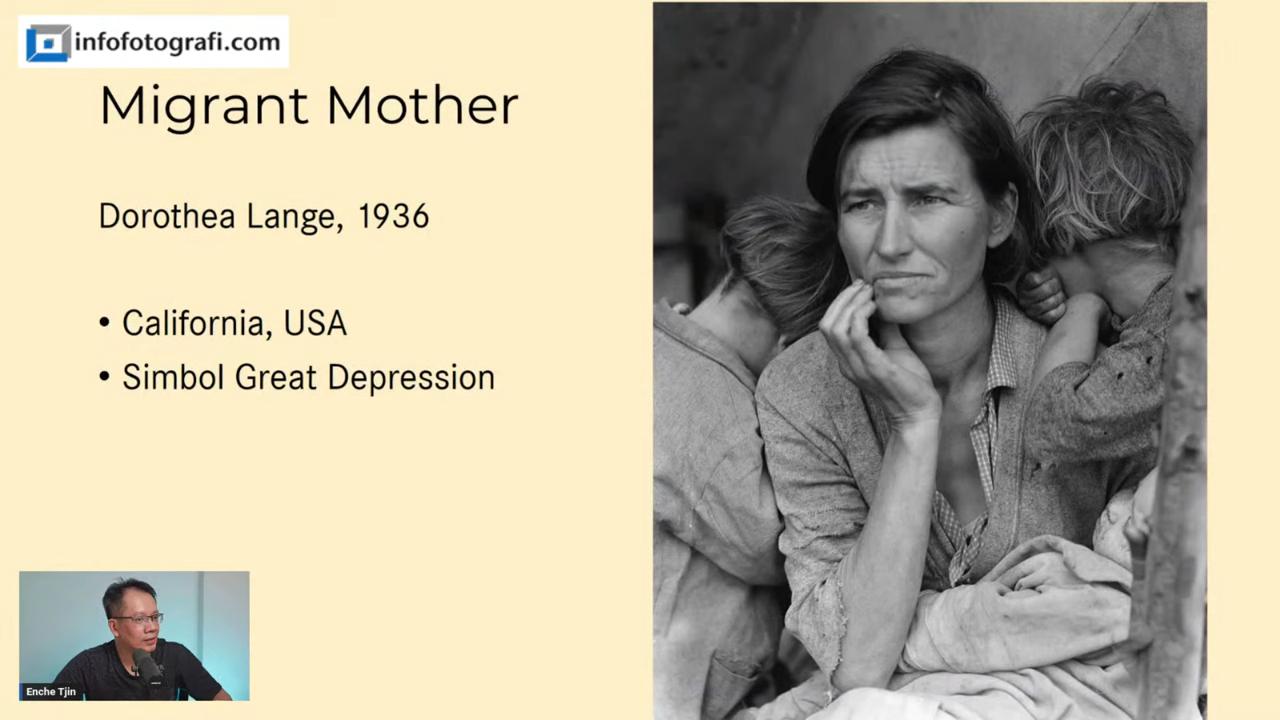 infofotografi.com
Migrant Mother
Dorothea Lange, 1936
• California, USA
• Simbol Great Depression
Enche Tjin